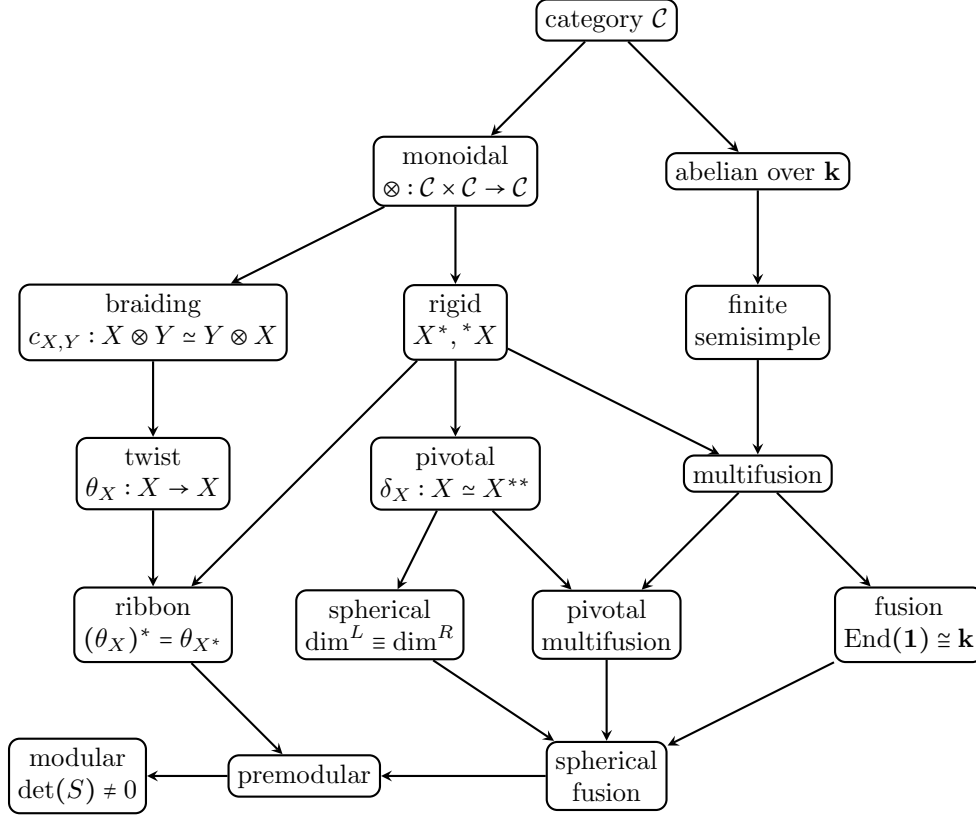 category 𝒞
monoidal
⊗ : 𝒞 × 𝒞 → 𝒞
abelian over 𝐤
braiding
c_{X,Y} : X ⊗ Y ≃ Y ⊗ X
rigid
X*, *X
finite
semisimple
twist
θ_X : X → X
pivotal
δ_X : X ≃ X**
multifusion
ribbon
(θ_X)* = θ_{X*}
spherical
dim^L ≡ dim^R
pivotal
multifusion
fusion
End(𝟏) ≅ 𝐤
modular
det(S) ≠ 0
premodular
spherical
fusion